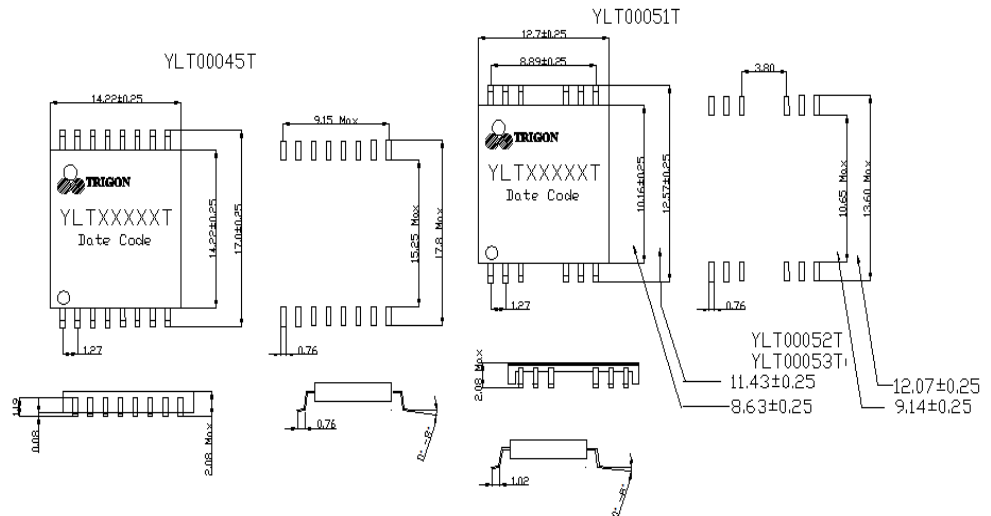 YLT00045T
14.22±0.25
TRIGON
YLTXXXXXT
Date Code
14.22±0.25
17.0±0.25
1.27
9.15 Max
15.25 Max
17.8 Max
0.76
1.19
0.08
2.08 Max
0.76
0°-8°
YLT00051T
12.7±0.25
8.89±0.25
TRIGON
YLTXXXXXT
Date Code
10.16±0.25
12.57±0.25
1.27
3.80
10.65 Max
13.60 Max
0.76
YLT00052T
YLT00053T
11.43±0.25
8.63±0.25
12.07±0.25
9.14±0.25
2.08 Max
1.02